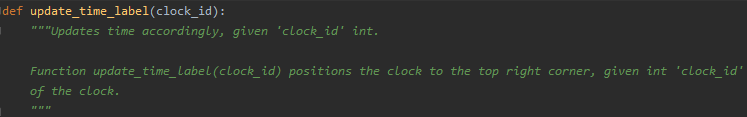 def update_time_label(clock_id):
"""Updates time accordingly, given ‘clock_id’ int.
Function update_time_label(clock_id) positions the clock to the top right corner, given int ‘clock_id’
of the clock.
"""